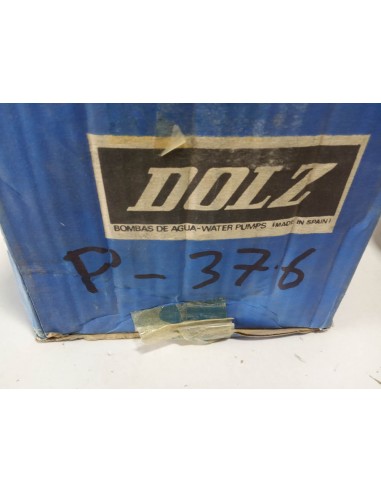 DOLZ
BOMBAS DE AGUA-WATER PUMPS (MADE IN SPAIN)
P-376